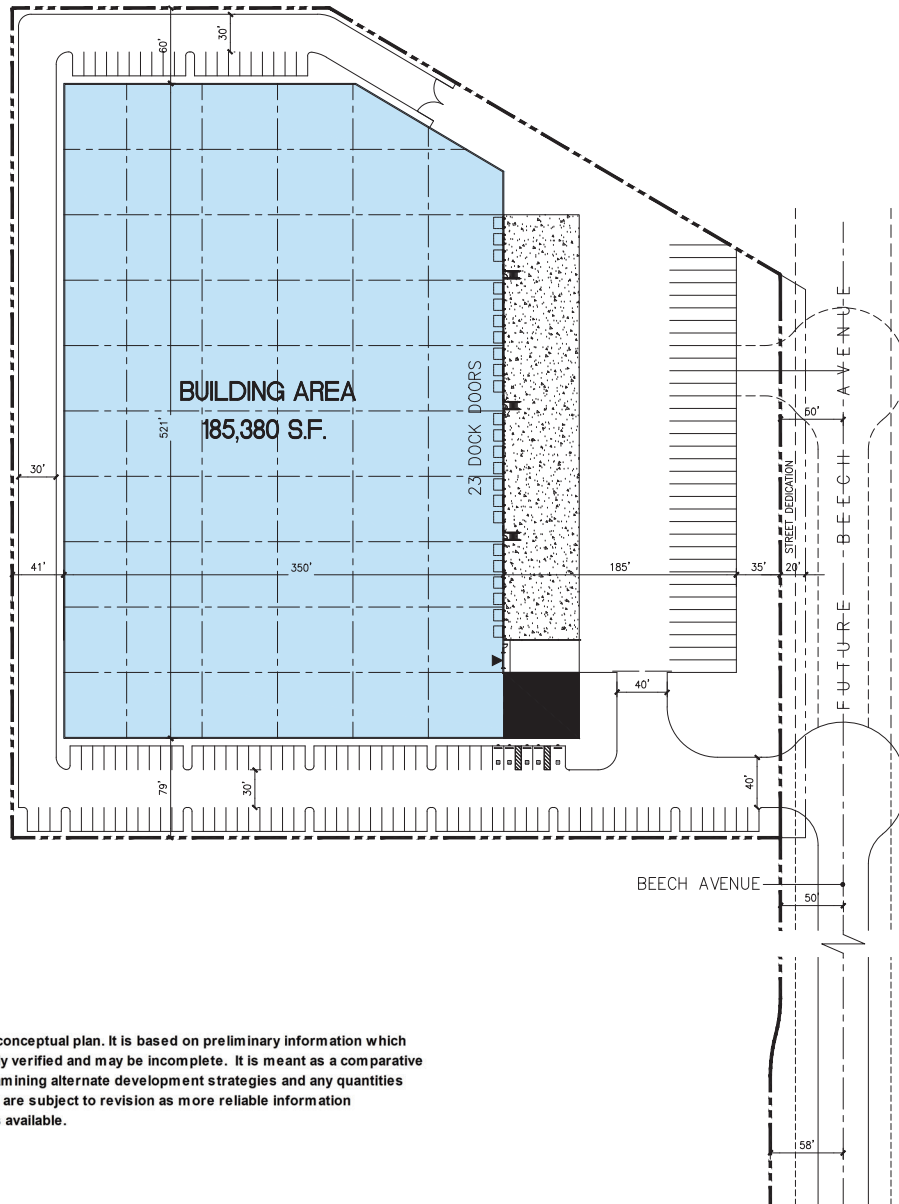 60'
30'
BUILDING AREA
185,380 S.F.
521'
23 DOCK DOORS
30'
41'
350'
185'
35'
20'
60'
STREET DEDICATION
FUTURE BEECH AVENUE
40'
79'
30'
40'
BEECH AVENUE
50'
58'
conceptual plan. It is based on preliminary information which
y verified and may be incomplete. It is meant as a comparative
amining alternate development strategies and any quantities
are subject to revision as more reliable information
s available.